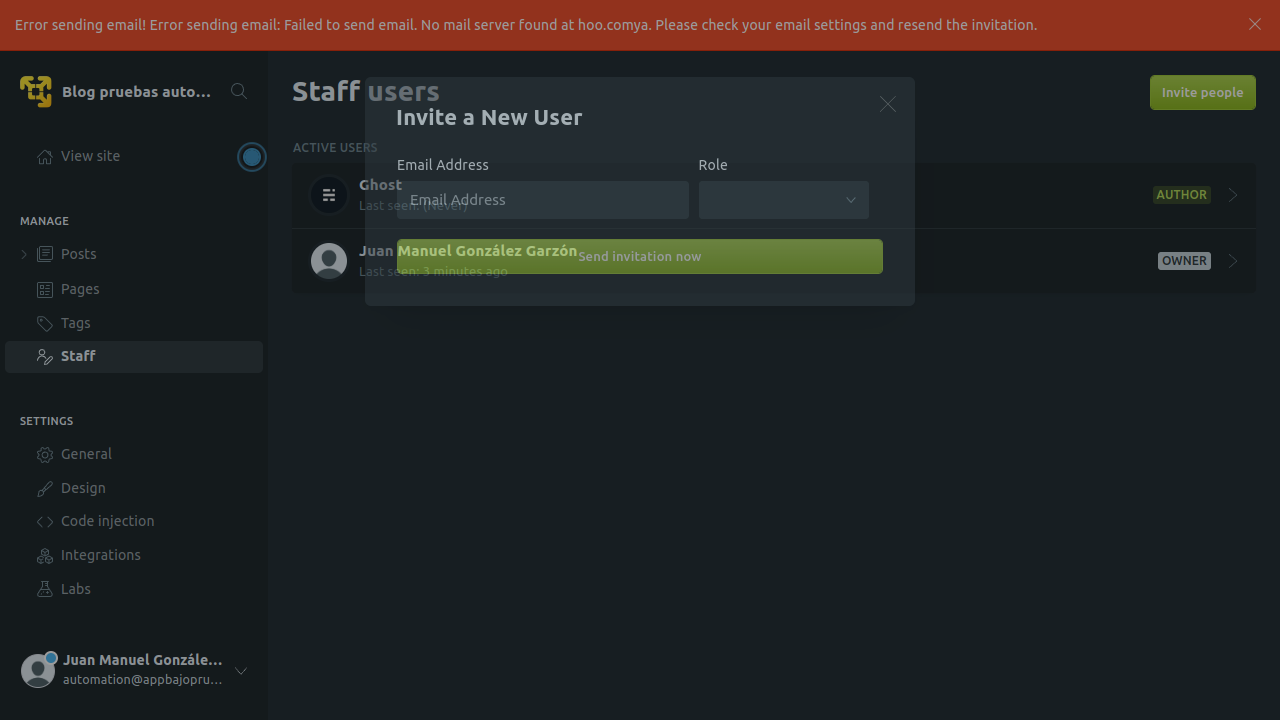 Error sending email! Error sending email: Failed to send email. No mail server found at hoo.comya. Please check your email settings and resend the invitation.
Blog pruebas auto...
View site
MANAGE
Posts
Pages
Tags
Staff
SETTINGS
General
Design
Code injection
Integrations
Labs
Juan Manuel Gonzále...
automation@appbajopru...
Staff users
Invite people
ACTIVE USERS
Ghost
Last seen: (Never)
AUTHOR
Juan Manuel González Garzón
Last seen: 3 minutes ago
OWNER
Invite a New User
Email Address
Role
Email Address
Send invitation now